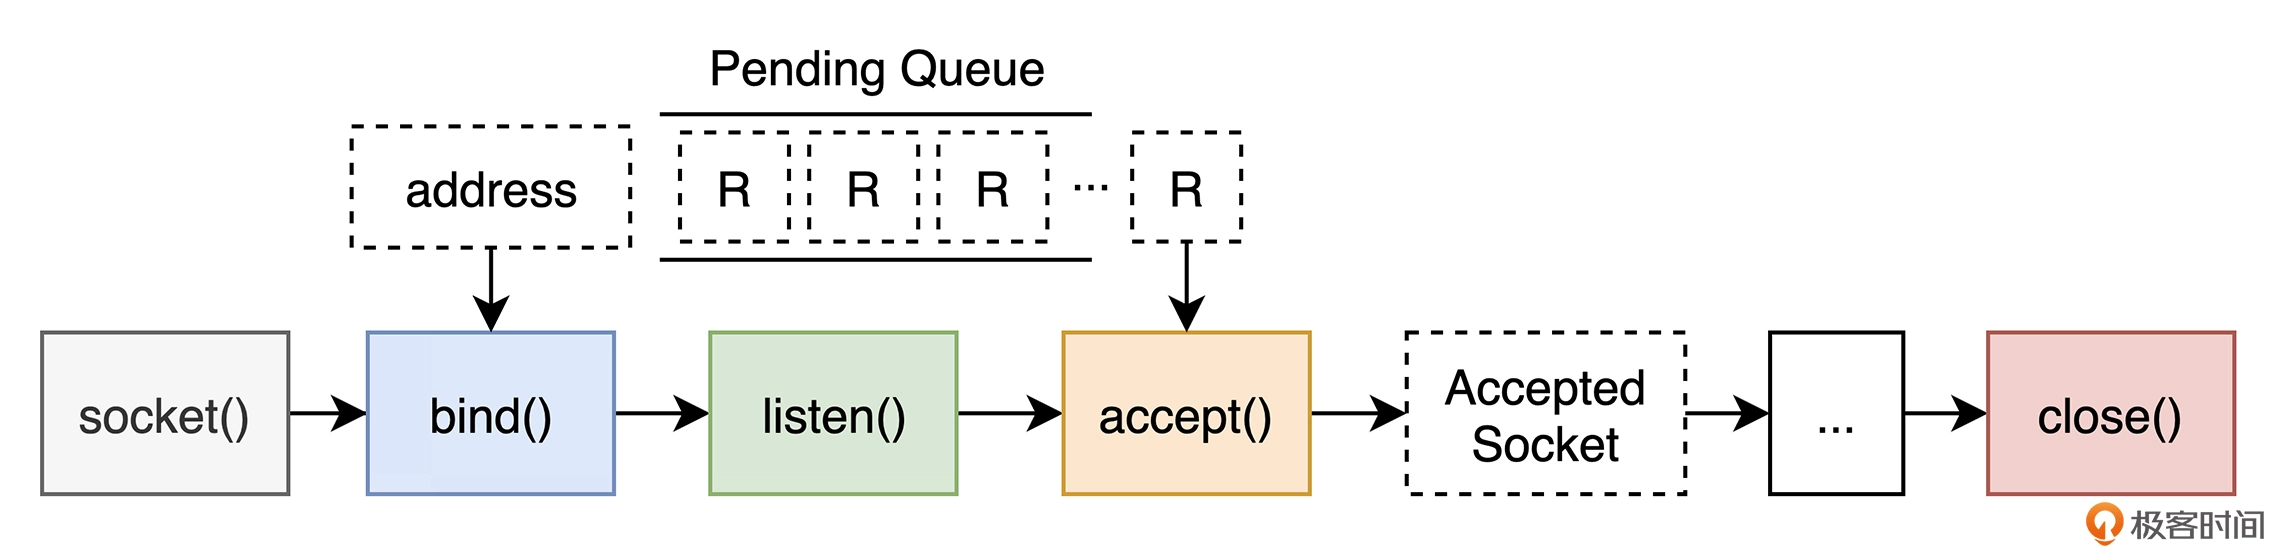 Pending Queue
address
R R R ... R
socket()
bind()
listen()
accept()
Accepted
Socket
...
close()
极客时间